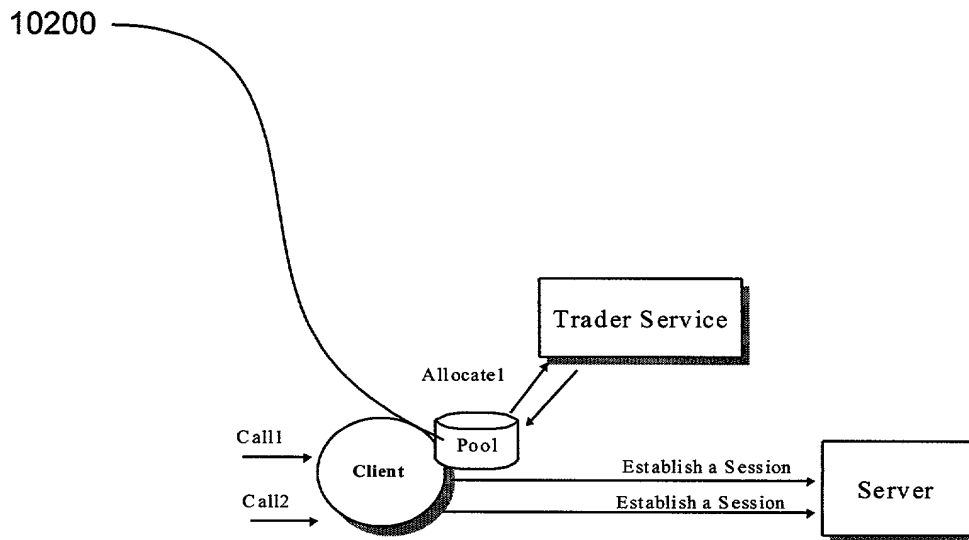 10200
Trader Service
Allocate1
Pool
Call1
Client
Establish a Session
Server
Call2
Establish a Session